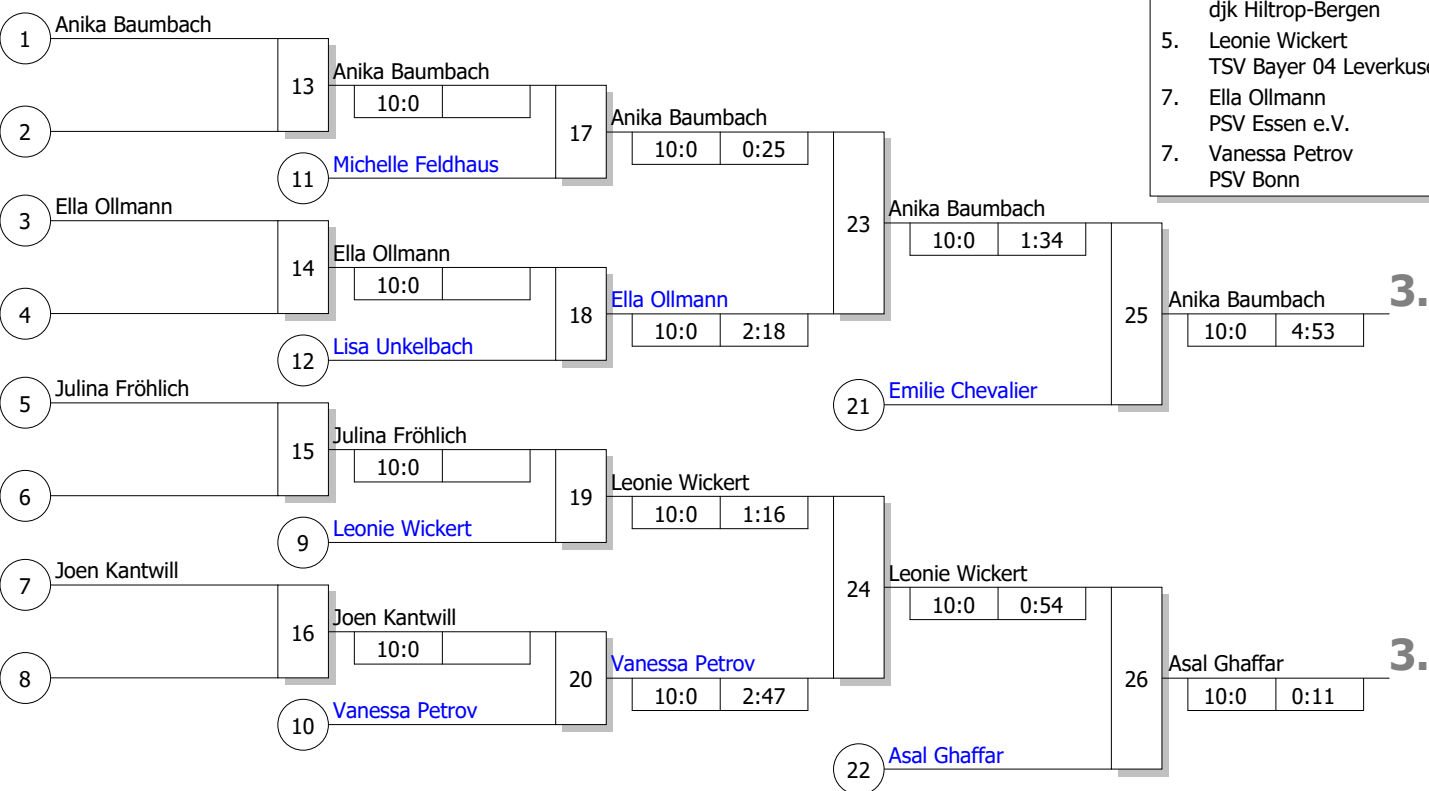 djk Hiltrop-Bergen
5. Leonie Wickert
TSV Bayer 04 Leverkuse
7. Ella Ollmann
PSV Essen e.V.
7. Vanessa Petrov
PSV Bonn
1 Anika Baumbach
2
13 Anika Baumbach
10:0
11 Michelle Feldhaus
17 Anika Baumbach
10:0 0:25
3 Ella Ollmann
4
14 Ella Ollmann
10:0
12 Lisa Unkelbach
18 Ella Ollmann
10:0 2:18
23 Anika Baumbach
10:0 1:34
21 Emilie Chevalier
25 Anika Baumbach 3.
10:0 4:53
5 Julina Fröhlich
6
15 Julina Fröhlich
10:0
9 Leonie Wickert
19 Leonie Wickert
10:0 1:16
7 Joen Kantwill
8
16 Joen Kantwill
10:0
10 Vanessa Petrov
20 Vanessa Petrov
10:0 2:47
24 Leonie Wickert
10:0 0:54
22 Asal Ghaffar
26 Asal Ghaffar 3.
10:0 0:11